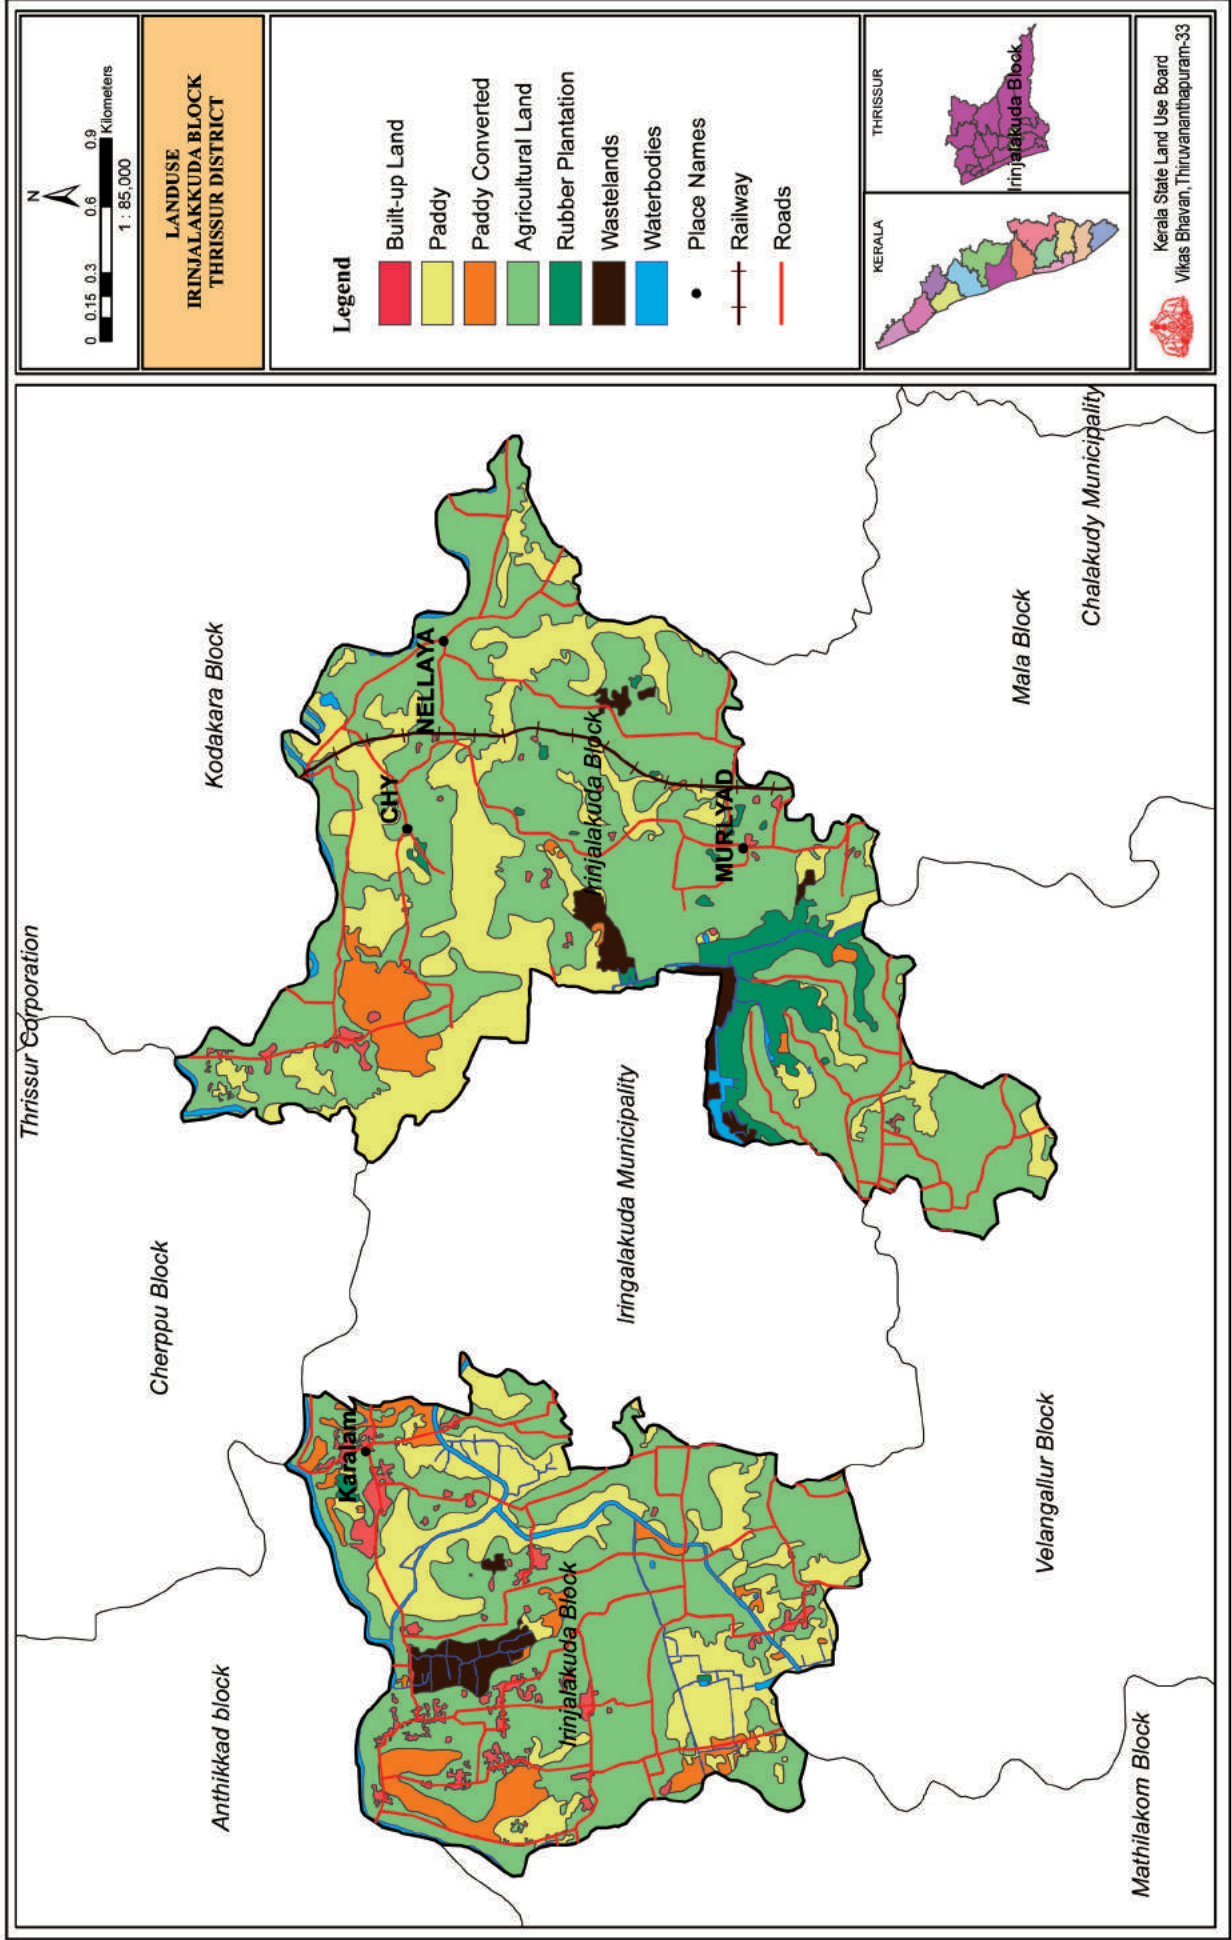 N
0 0.15 0.3 0.6 0.9
Kilometers
1 : 85,000
LANDUSE
IRINJALAKKUDA BLOCK
THRISSUR DISTRICT
Legend
Built-up Land
Paddy
Paddy Converted
Agricultural Land
Rubber Plantation
Wastelands
Waterbodies
Place Names
Railway
Roads
KERALA
THRISSUR
Irinjalakuda Block
Kerala State Land Use Board
Vikas Bhavan,Thiruvananthapuram-33
Thrissur Corporation
Cherppu Block
Kodakara Block
Anthikkad block
Karalam
CHY
NELLAYA
Irinjalakuda Block
Irinjalakuda Block
Iringalakuda Municipality
MURLYAD
Mala Block
Velangallur Block
Chalakudy Municipality
Mathilakom Block